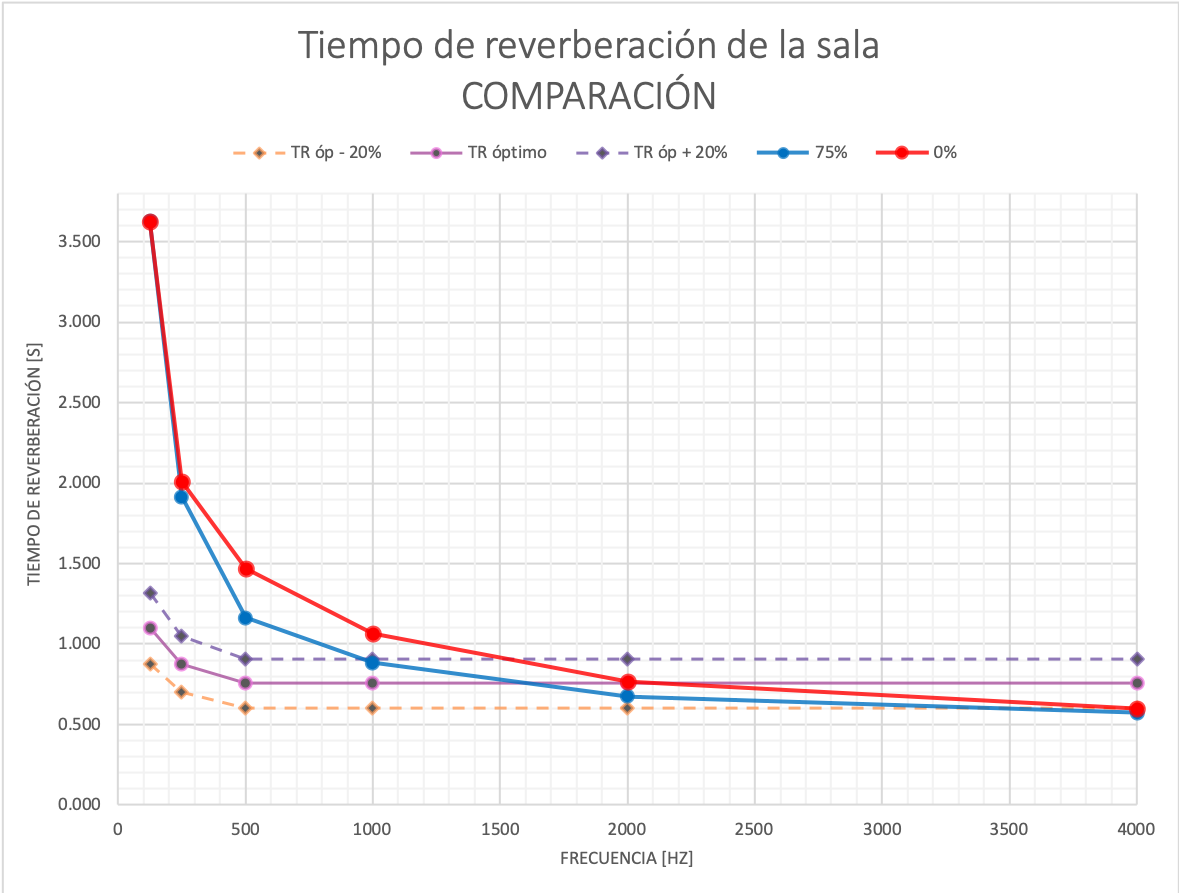 Tiempo de reverberación de la sala
COMPARACIÓN
TR óp - 20% TR óptimo TR óp + 20% 75% 0%
3.500
3.000
2.500
2.000
1.500
1.000
0.500
0.000
TIEMPO DE REVERBERACIÓN [S]
0 500 1000 1500 2000 2500 3000 3500 4000
FRECUENCIA [HZ]